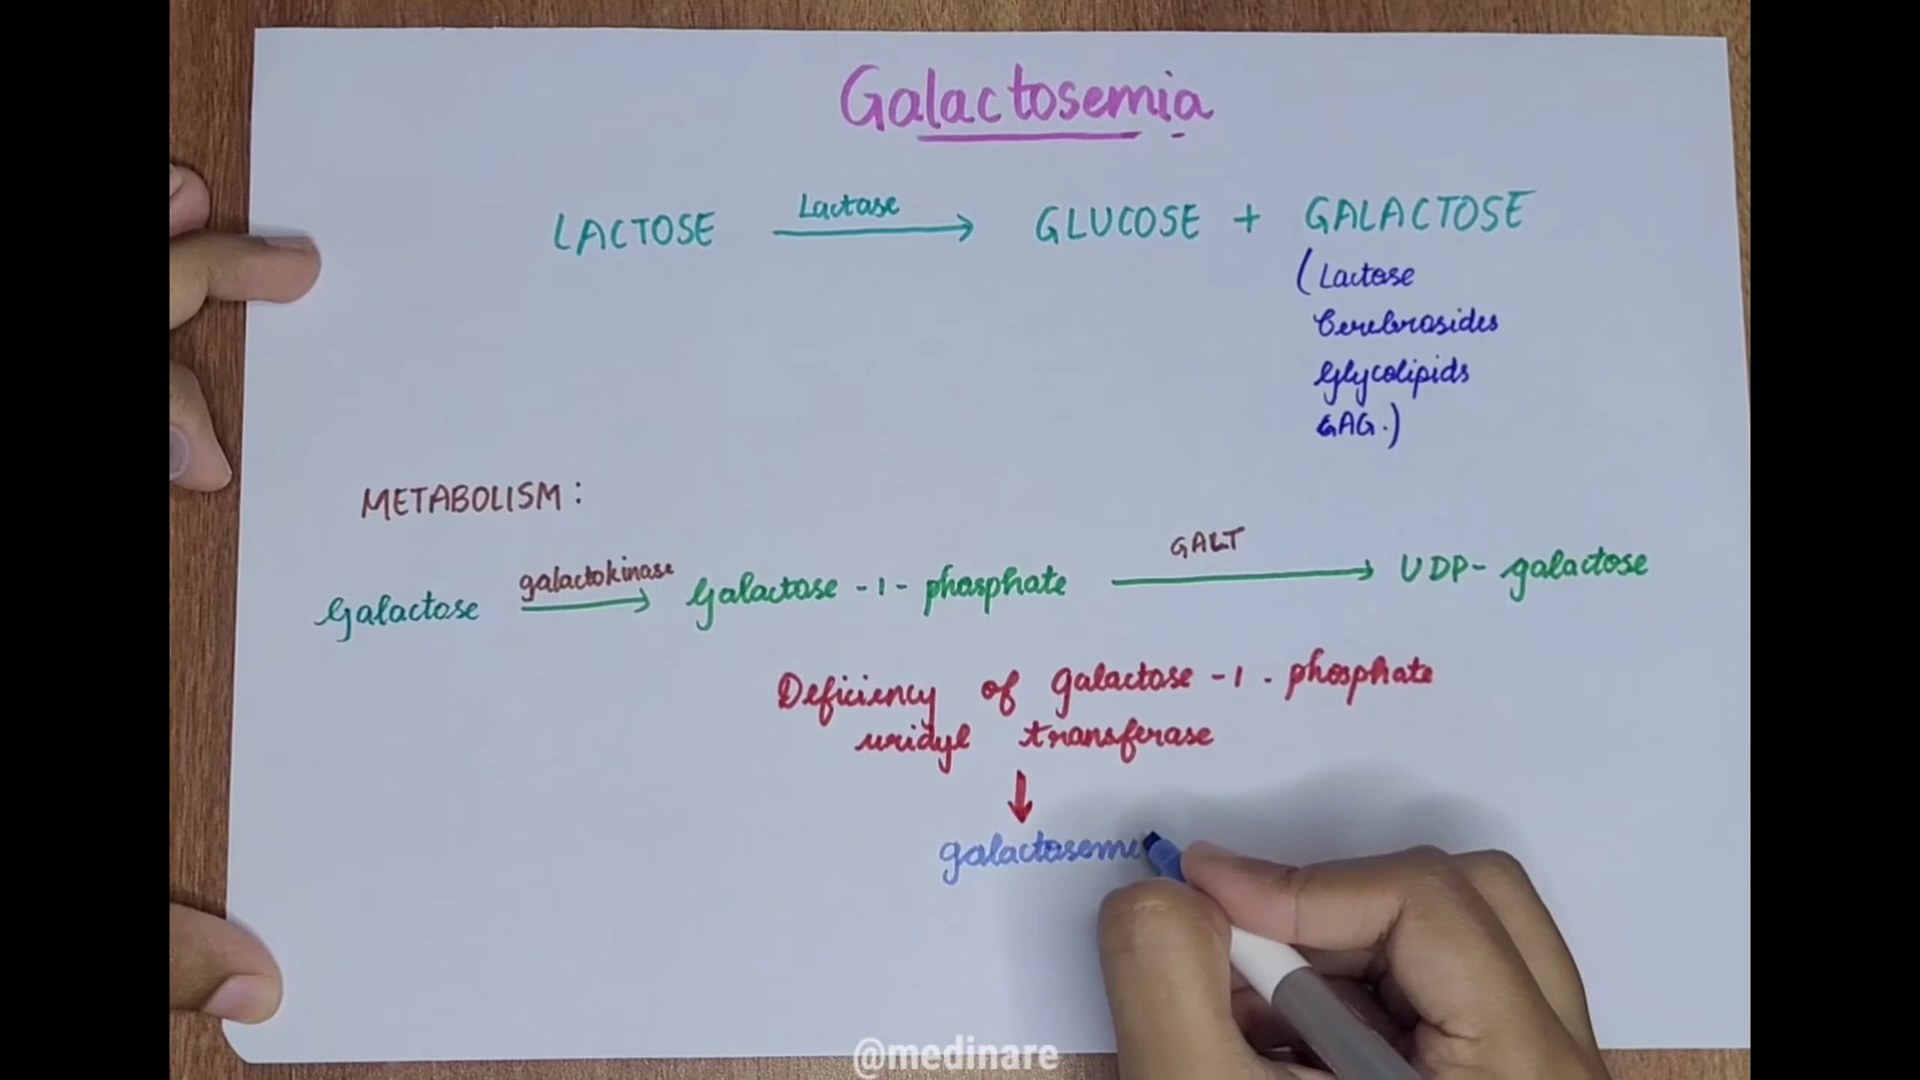 Galactosemia
LACTOSE Lactase → GLUCOSE + GALACTOSE
(Lactose
Cerebrosides
Glycolipids
GAG.)
METABOLISM:
Galactose galactokinase → Galactose-1-phosphate GALT → UDP-galactose
Deficiency of galactose-1-phosphate
uridyl transferase
↓
galactosemi
@medinare